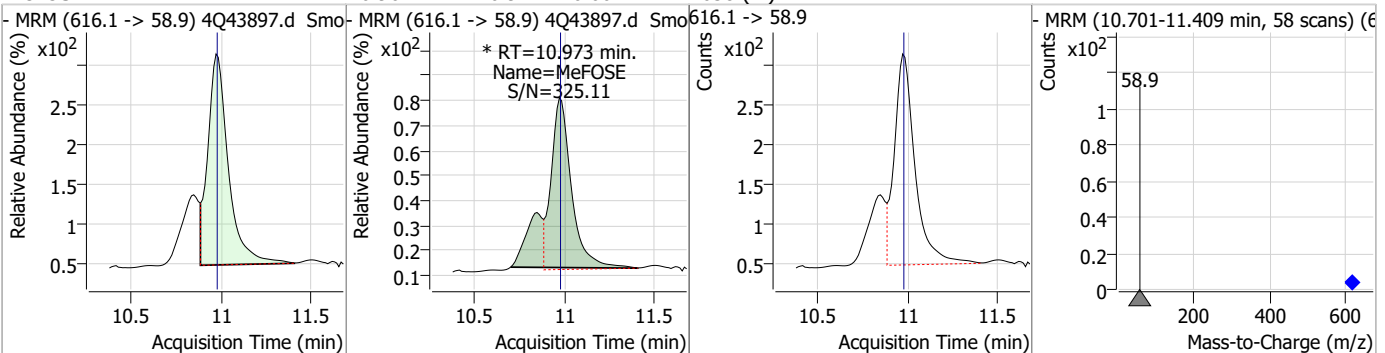 - MRM (616.1 -> 58.9) 4Q43897.d Smo
x10²
Relative Abundance (%)
2.5
2
1.5
1
0.5
10.5 11 11.5
Acquisition Time (min)
- MRM (616.1 -> 58.9) 4Q43897.d Smo
x10²
Relative Abundance (%)
* RT=10.973 min.
Name=MeFOSE
S/N=325.11
0.8
0.7
0.6
0.5
0.4
0.3
0.2
0.1
10.5 11 11.5
Acquisition Time (min)
616.1 -> 58.9
x10²
Counts
2.5
2
1.5
1
0.5
10.5 11 11.5
Acquisition Time (min)
- MRM (10.701-11.409 min, 58 scans) (6
x10²
Counts
58.9
1
0.8
0.6
0.4
0.2
0
200 400 600
Mass-to-Charge (m/z)